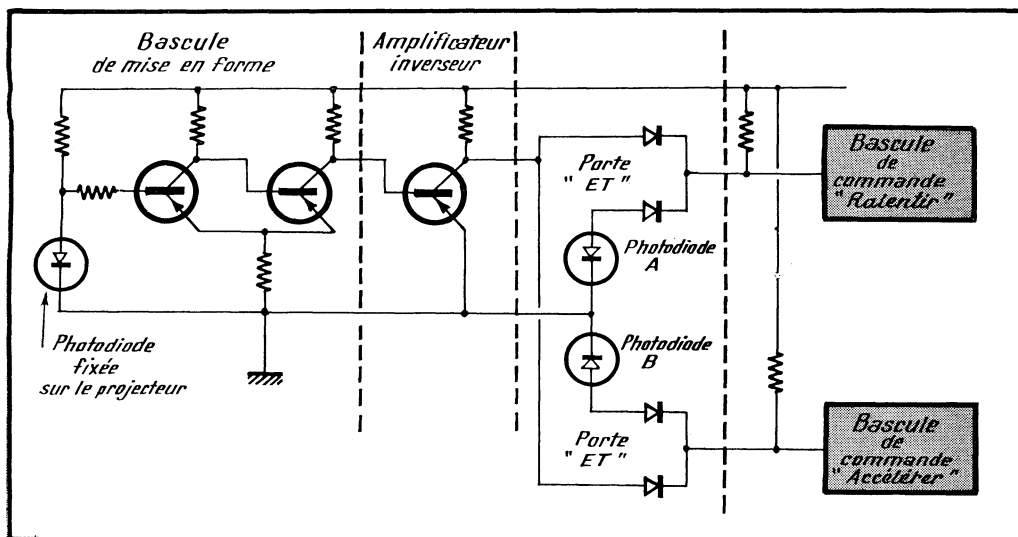 Bascule
de mise en forme
Amplificateur
inverseur
Porte
"ET"
Photodiode
A
Photodiode
B
Porte
"ET"
Photodiode
fixée
sur le projecteur
Bascule
de
commande
"Ralentir"
Bascule
de
commande
"Accélérer"